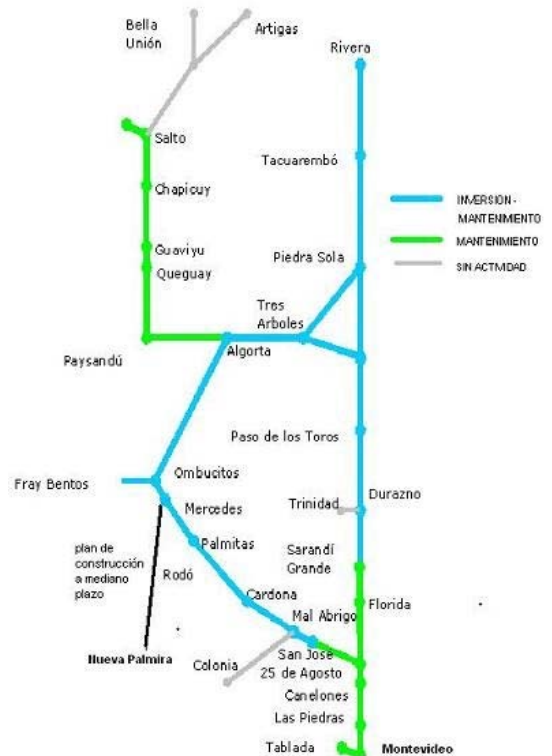 Bella
Unión
Artigas
Rivera
Salto
Tacuarembó
Chapicuy
INVERSION-
MANTENIMIENTO
MANTENIMIENTO
SIN ACTIVIDAD
Guaviyu
Queguay
Piedra Sola
Tres
Arboles
Algorta
Paysandú
Paso de los Toros
Ombucitos
Fray Bentos
Mercedes
Trinidad
Durazno
Palmitas
plan de
construcción
a mediano
plazo
Rodó
Sarandí
Grande
Cardona
Florida
Mal Abrigo
Nueva Palmira
Colonia
San José
25 de Agosto
Canelones
Las Piedras
Tablada
Montevideo